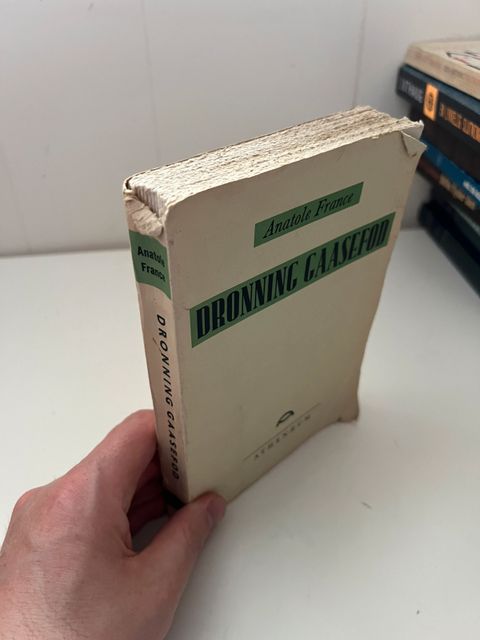 Anatole France
DRONNING GAASEFOD
ATHENÆUM
Anatole
France
DRONNING GAASEFOD